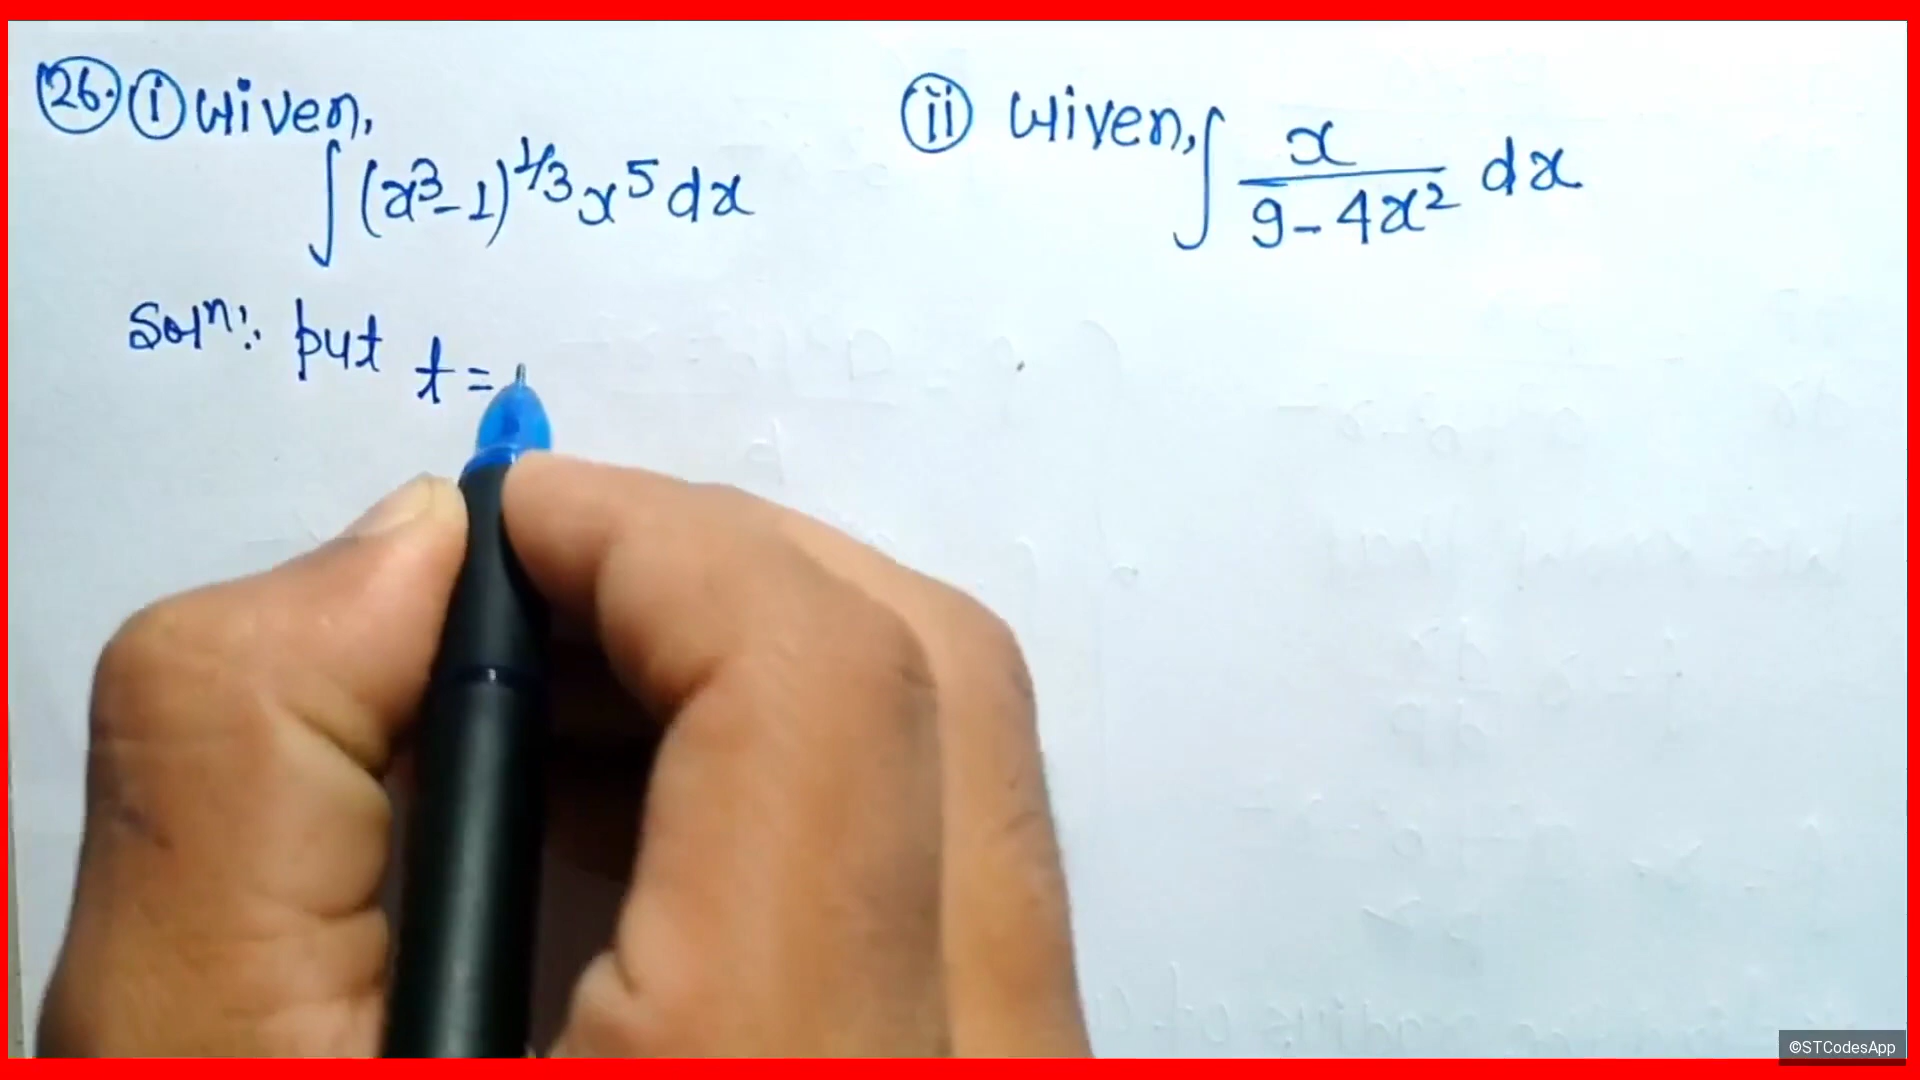 26. i Given,
∫(x³-1)^1/3 x⁵ dx
Solⁿ:. put t =
ii Given, ∫ x/(9-4x²) dx
©STCodesApp